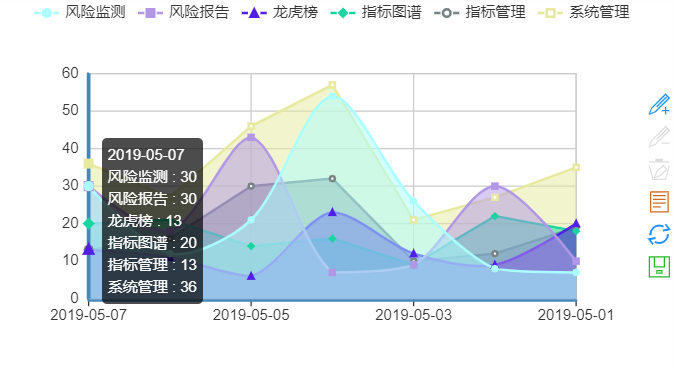 风险监测 风险报告 龙虎榜 指标图谱 指标管理 系统管理
60
50
40
30
20
10
0
2019-05-07
风险监测 : 30
风险报告 : 30
龙虎榜 : 13
指标图谱 : 20
指标管理 : 13
系统管理 : 36
2019-05-07 2019-05-05 2019-05-03 2019-05-01